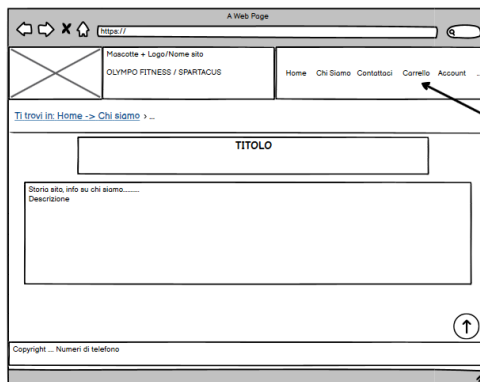 A Web Page
https://
Mascotte + Logo/Nome sito
OLYMPO FITNESS / SPARTACUS
Home Chi Siamo Contattaci Carrello Account ..
Ti trovi in: Home -> Chi siamo › ..
TITOLO
Storia sito, info su chi siamo.........
Descrizione
Copyright ... Numeri di telefono